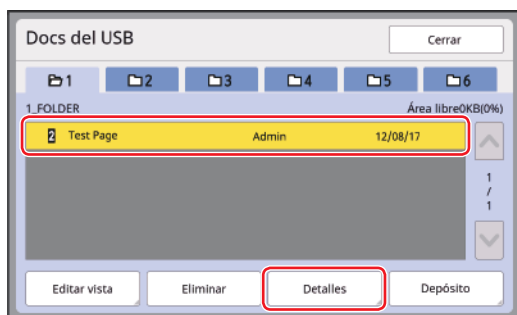 Docs del USB Cerrar
1 2 3 4 5 6
1_FOLDER Área libre0KB(0%)
2 Test Page Admin 12/08/17
1
/
1
Editar vista Eliminar Detalles Depósito